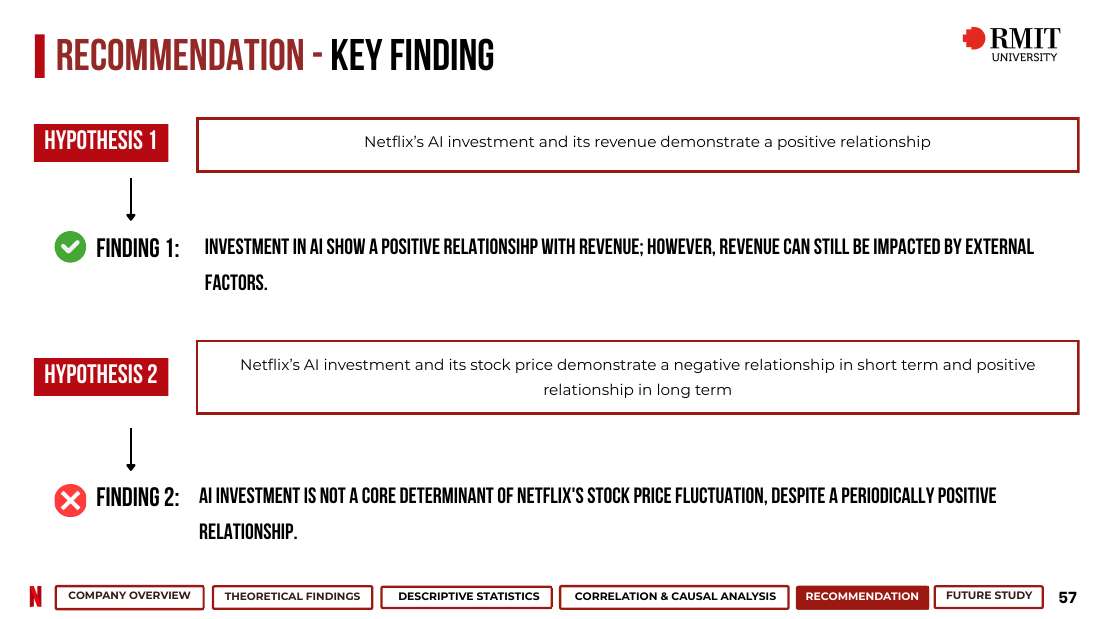 RECOMMENDATION - KEY FINDING
RMIT
UNIVERSITY
HYPOTHESIS 1
Netflix’s AI investment and its revenue demonstrate a positive relationship
FINDING 1:
INVESTMENT IN AI SHOW A POSITIVE RELATIONSIHP WITH REVENUE; HOWEVER, REVENUE CAN STILL BE IMPACTED BY EXTERNAL
FACTORS.
HYPOTHESIS 2
Netflix’s AI investment and its stock price demonstrate a negative relationship in short term and positive
relationship in long term
FINDING 2:
AI INVESTMENT IS NOT A CORE DETERMINANT OF NETFLIX'S STOCK PRICE FLUCTUATION, DESPITE A PERIODICALLY POSITIVE
RELATIONSHIP.
N
COMPANY OVERVIEW
THEORETICAL FINDINGS
DESCRIPTIVE STATISTICS
CORRELATION & CAUSAL ANALYSIS
RECOMMENDATION
FUTURE STUDY
57